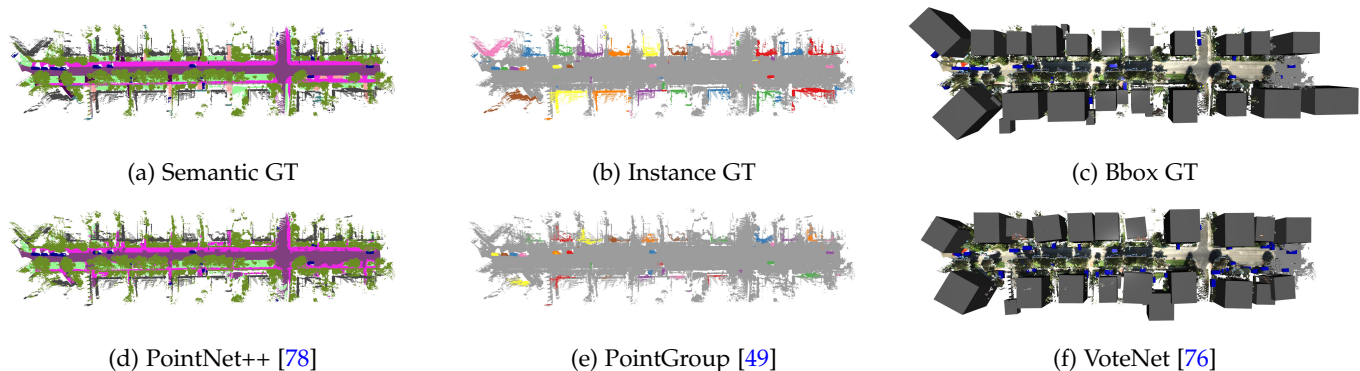 (a) Semantic GT
(b) Instance GT
(c) Bbox GT
(d) PointNet++ [78]
(e) PointGroup [49]
(f) VoteNet [76]